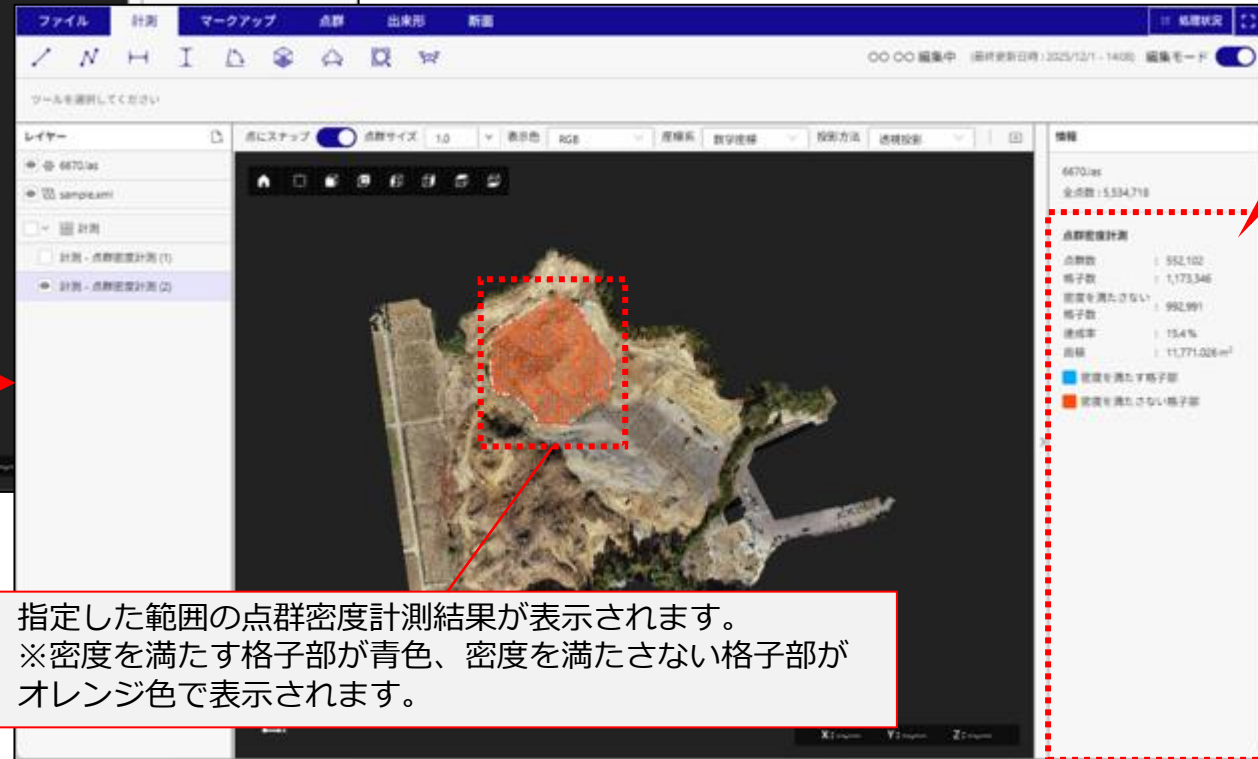 ファイル 計測 マークアップ 点群 出来形 断面 処理状況
〇〇 〇〇 編集中 (最終更新日時：2025/12/1 - 14:08) 編集モード
ツールを選択してください
レイヤー
点にスナップ 点群サイズ 1.0 表示色 RGB 座標系 数学座標 投影方法 透視投影
情報
6670.las
sample.xml
計測
計測 - 点群密度計測 (1)
計測 - 点群密度計測 (2)
6670.las
全点数 : 5,534,718
点群密度計測
点群数 : 552,102
格子数 : 1,173,346
密度を満たさない格子数 : 992,991
達成率 : 15.4 %
面積 : 11,771.026 m²
密度を満たす格子部
密度を満たさない格子部
指定した範囲の点群密度計測結果が表示されます。
※密度を満たす格子部が青色、密度を満たさない格子部が
オレンジ色で表示されます。
X : Y : Z :